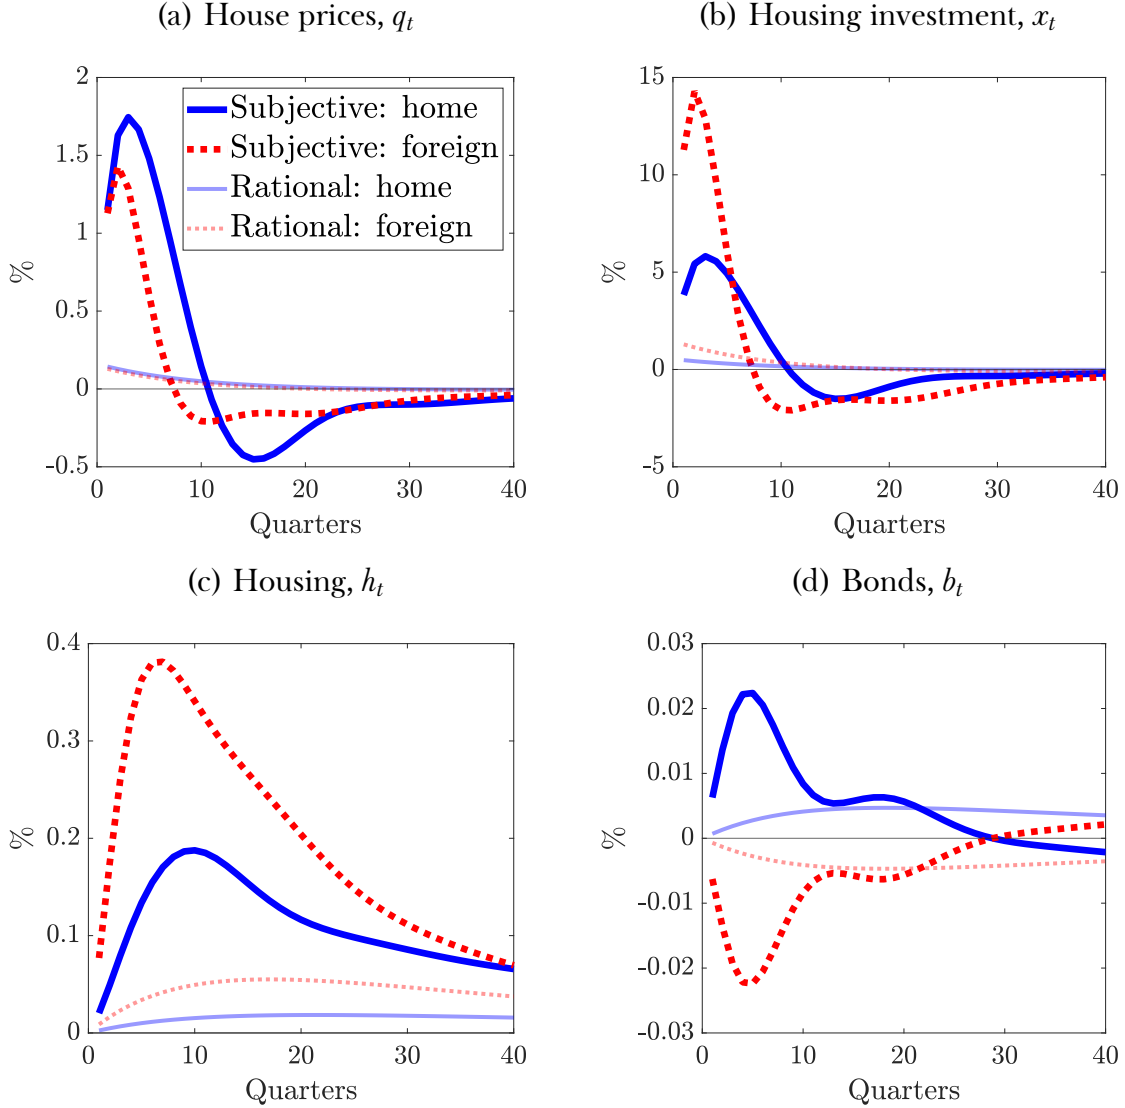 (a) House prices, qt
2
1.5
1
0.5
0
-0.5
%
0 10 20 30 40
Quarters
Subjective: home
Subjective: foreign
Rational: home
Rational: foreign
(b) Housing investment, xt
15
10
5
0
-5
%
0 10 20 30 40
Quarters
(c) Housing, ht
0.4
0.3
0.2
0.1
0
%
0 10 20 30 40
Quarters
(d) Bonds, bt
0.03
0.02
0.01
0
-0.01
-0.02
-0.03
%
0 10 20 30 40
Quarters